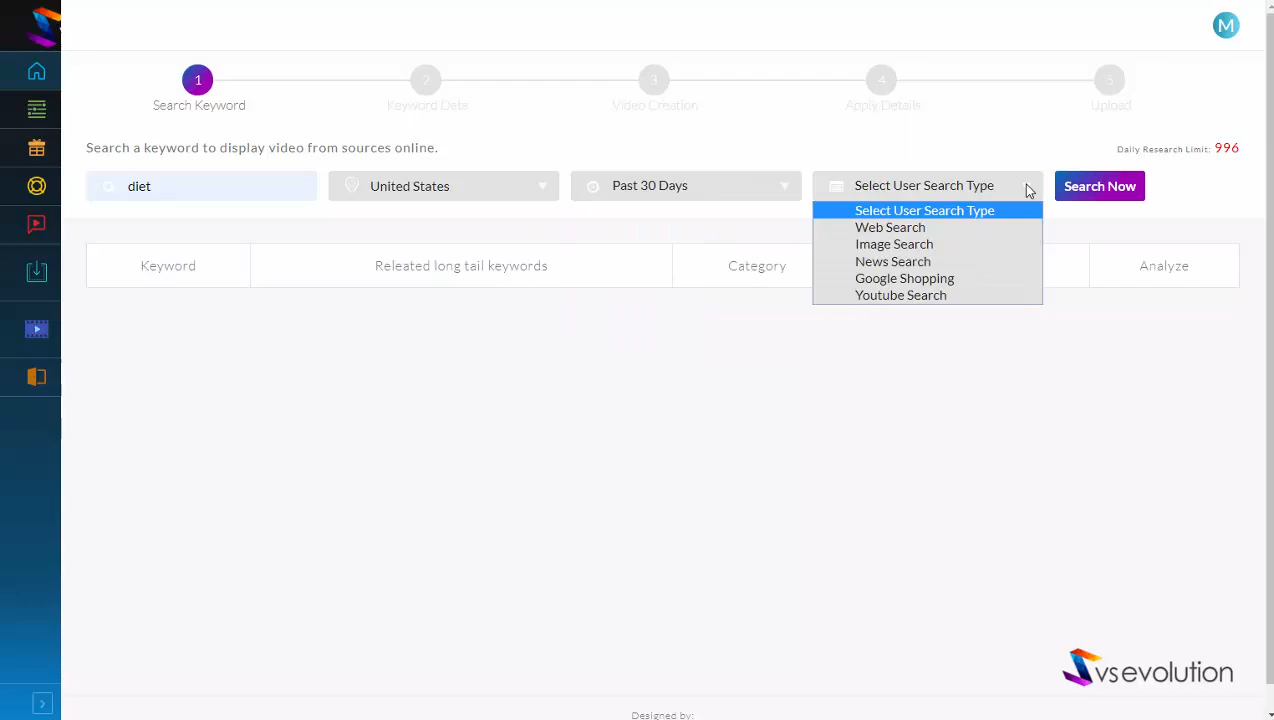 M
1 2 3 4 5
Search Keyword Keyword Data Video Creation Apply Details Upload
Search a keyword to display video from sources online.
Daily Research Limit: 996
diet United States Past 30 Days Select User Search Type Search Now
Select User Search Type
Web Search
Image Search
News Search
Google Shopping
Youtube Search
Keyword Releated long tail keywords Category Analyze
vsevolution
Designed by: